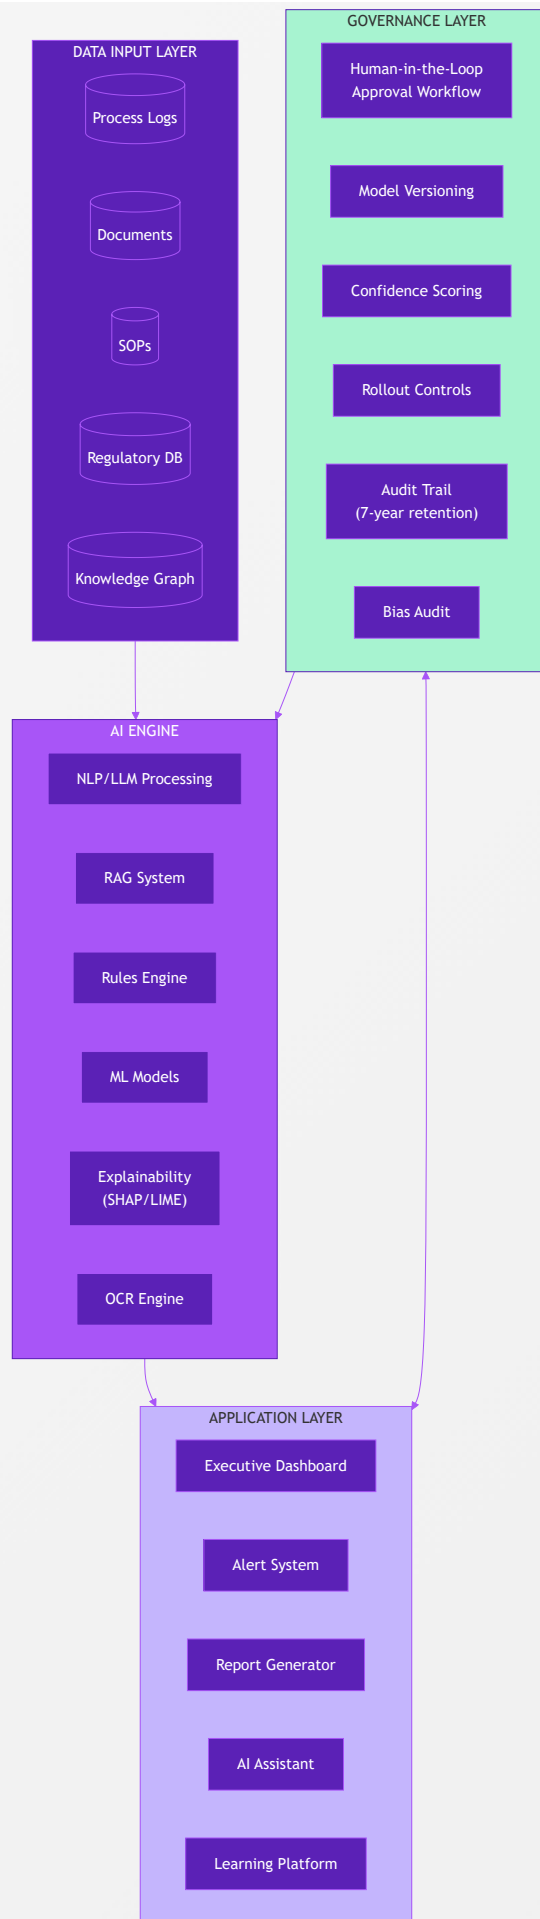 DATA INPUT LAYER
Process Logs
Documents
SOPs
Regulatory DB
Knowledge Graph
GOVERNANCE LAYER
Human-in-the-Loop
Approval Workflow
Model Versioning
Confidence Scoring
Rollout Controls
Audit Trail
(7-year retention)
Bias Audit
AI ENGINE
NLP/LLM Processing
RAG System
Rules Engine
ML Models
Explainability
(SHAP/LIME)
OCR Engine
APPLICATION LAYER
Executive Dashboard
Alert System
Report Generator
AI Assistant
Learning Platform